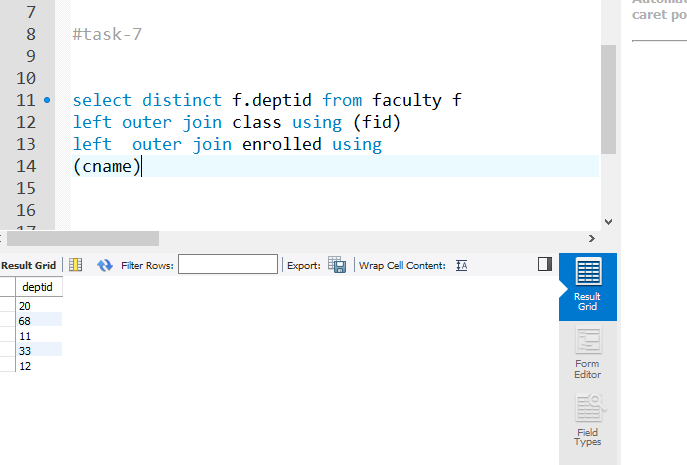 7
Automa
caret po
8 #task-7
9
10
11 select distinct f.deptid from faculty f
12 left outer join class using (fid)
13 left  outer join enrolled using
14 (cname)
15
16
17
Result Grid Filter Rows: Export: Wrap Cell Content:
deptid
20
68
11
33
12
Result
Grid
Form
Editor
Field
Types